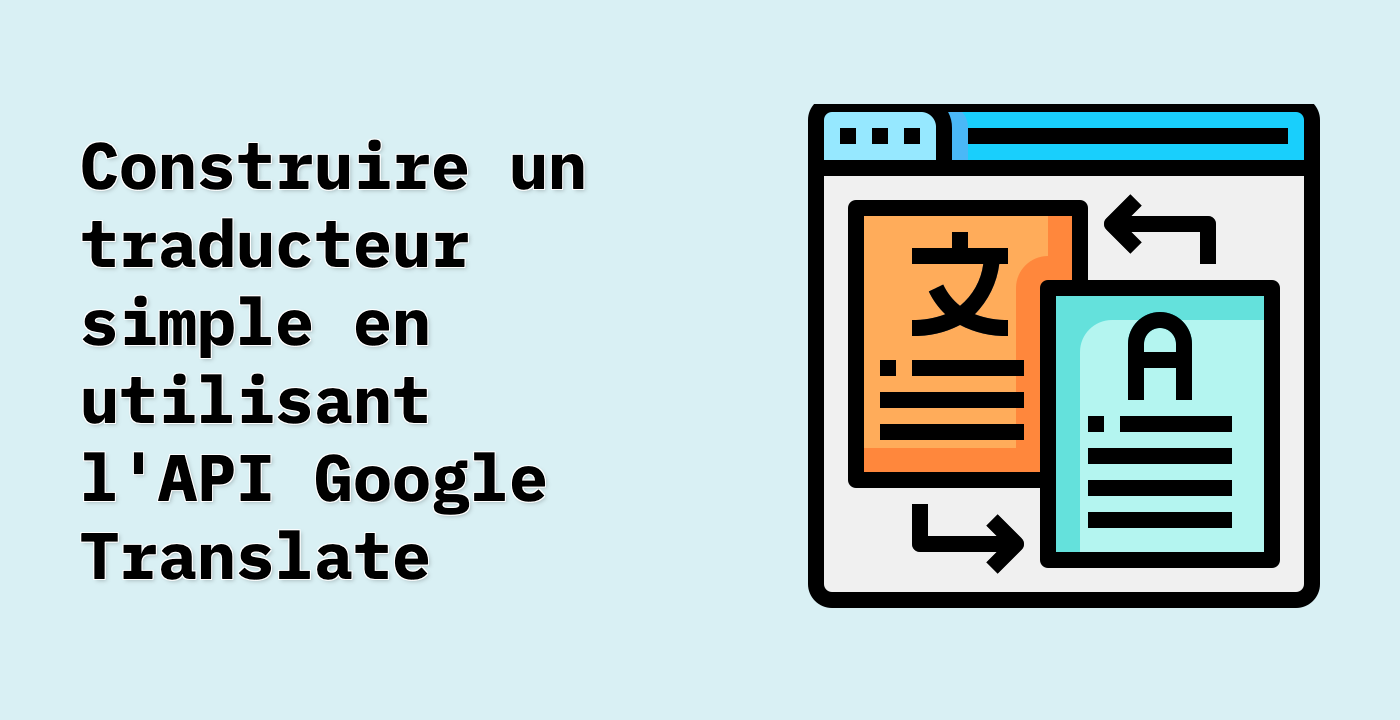 Construire un
traducteur
simple en
utilisant
l'API Google
Translate
文
A